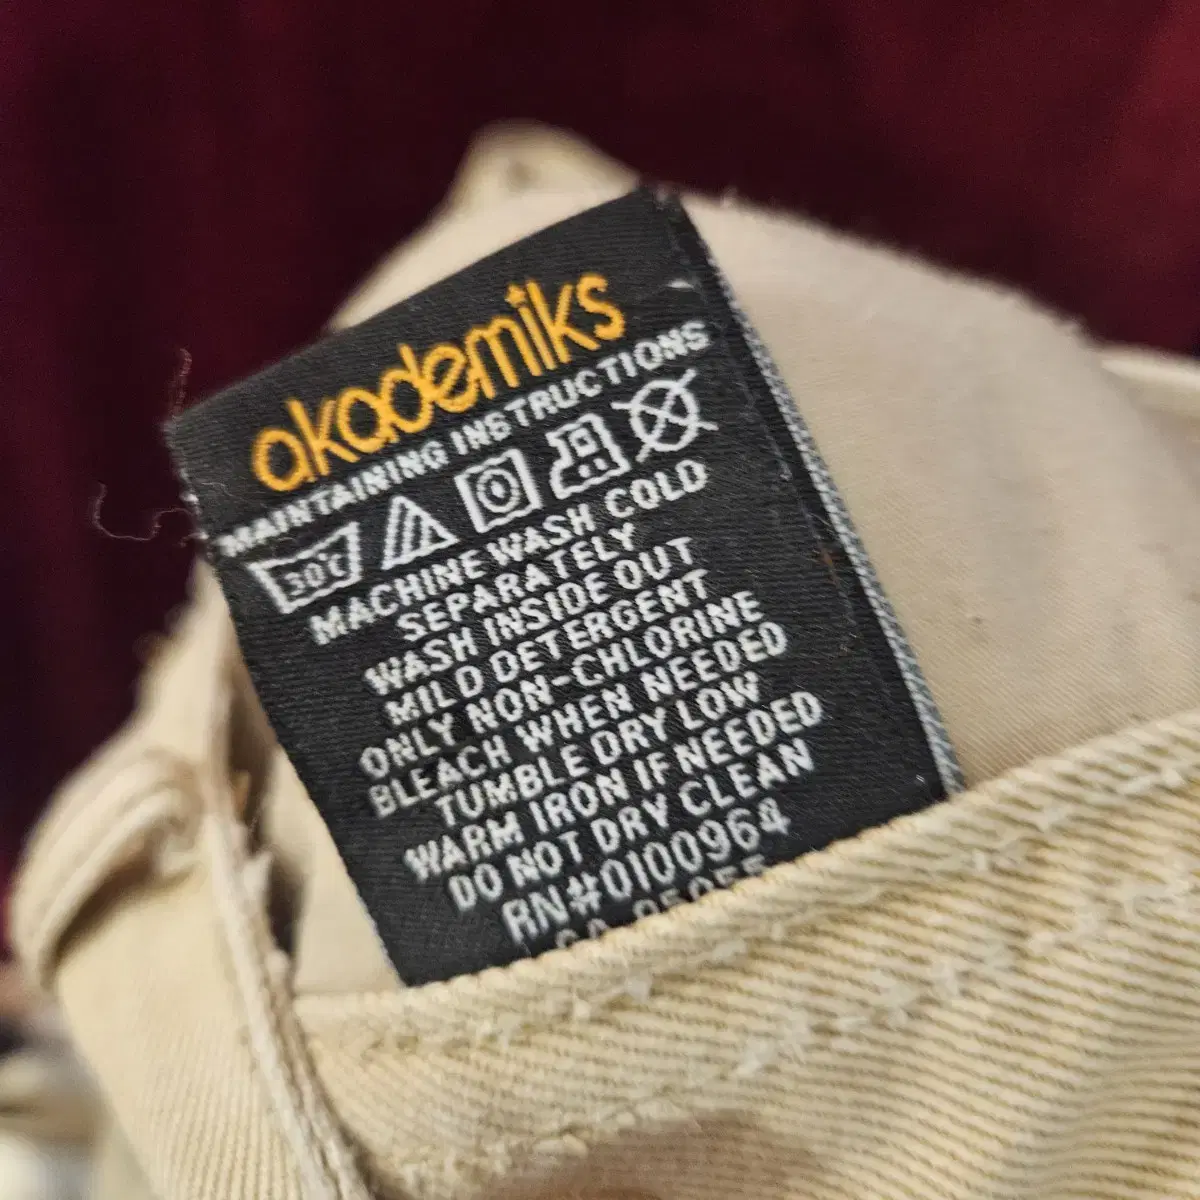 akademiks
MAINTAINING INSTRUCTIONS
30°C
MACHINE WASH COLD
SEPARATELY
WASH INSIDE OUT
MILD DETERGENT
ONLY NON-CHLORINE
BLEACH WHEN NEEDED
TUMBLE DRY LOW
WARM IRON IF NEEDED
DO NOT DRY CLEAN
RN#0100964